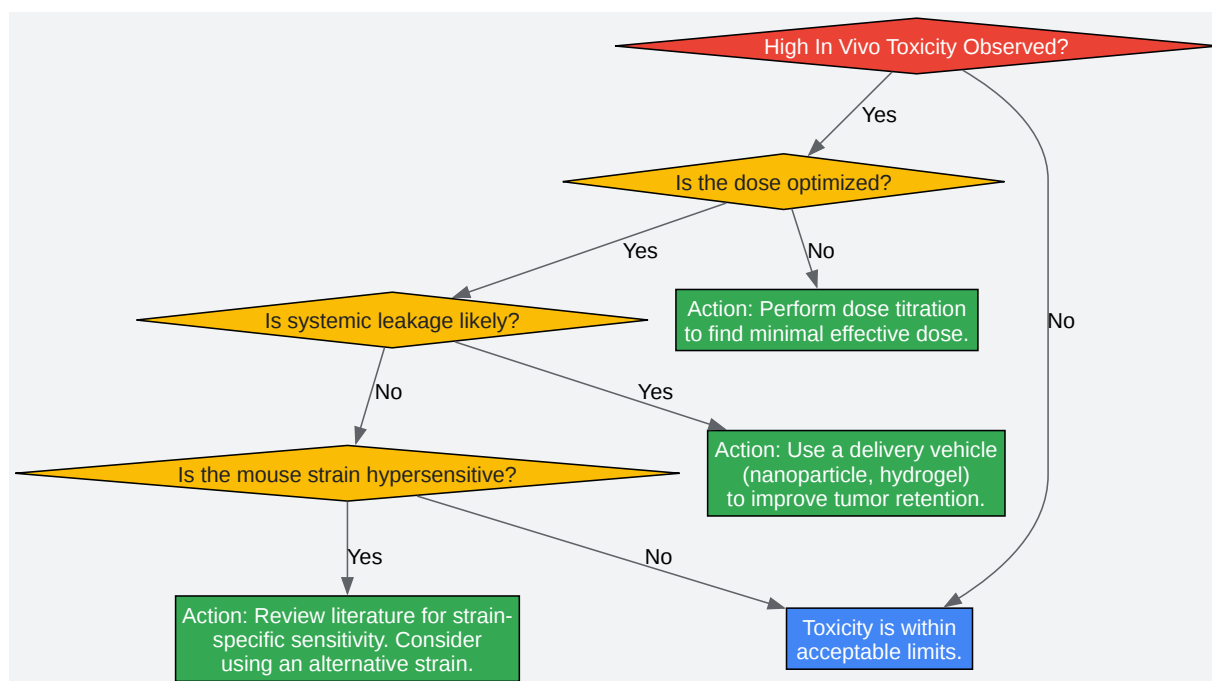 High In Vivo Toxicity Observed?
Yes
Is the dose optimized?
Yes
No
Is systemic leakage likely?
Action: Perform dose titration
to find minimal effective dose.
No
No
Yes
Is the mouse strain hypersensitive?
Action: Use a delivery vehicle
(nanoparticle, hydrogel)
to improve tumor retention.
Yes
No
Action: Review literature for strain-
specific sensitivity. Consider
using an alternative strain.
Toxicity is within
acceptable limits.